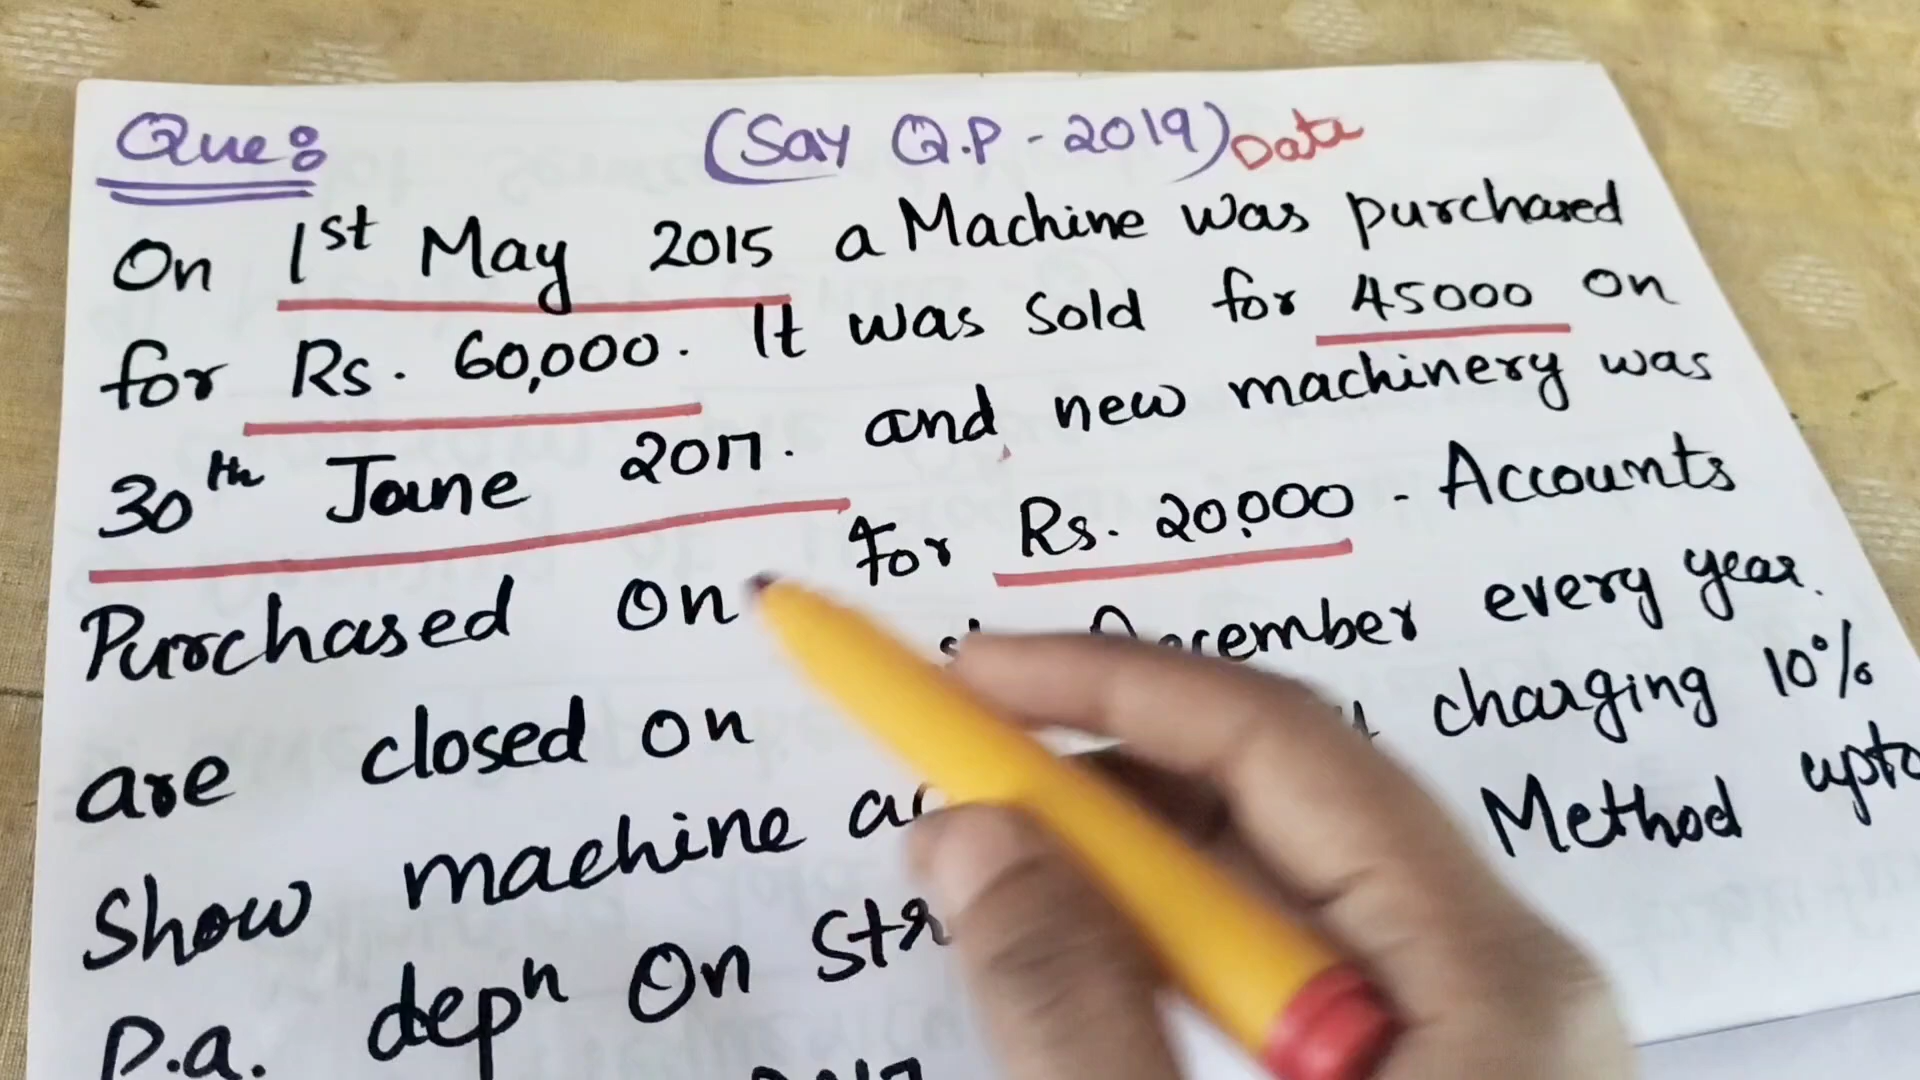 Que: (Say Q.P - 2019) Data
On 1st May 2015 a Machine was purchased
for Rs. 60,000. It was sold for 45000 on
30th June 2017. and new machinery was
Purchased on for Rs. 20,000 - Accounts
are closed on December every year.
Show machine charging 10%
P.a. depn on Method upto